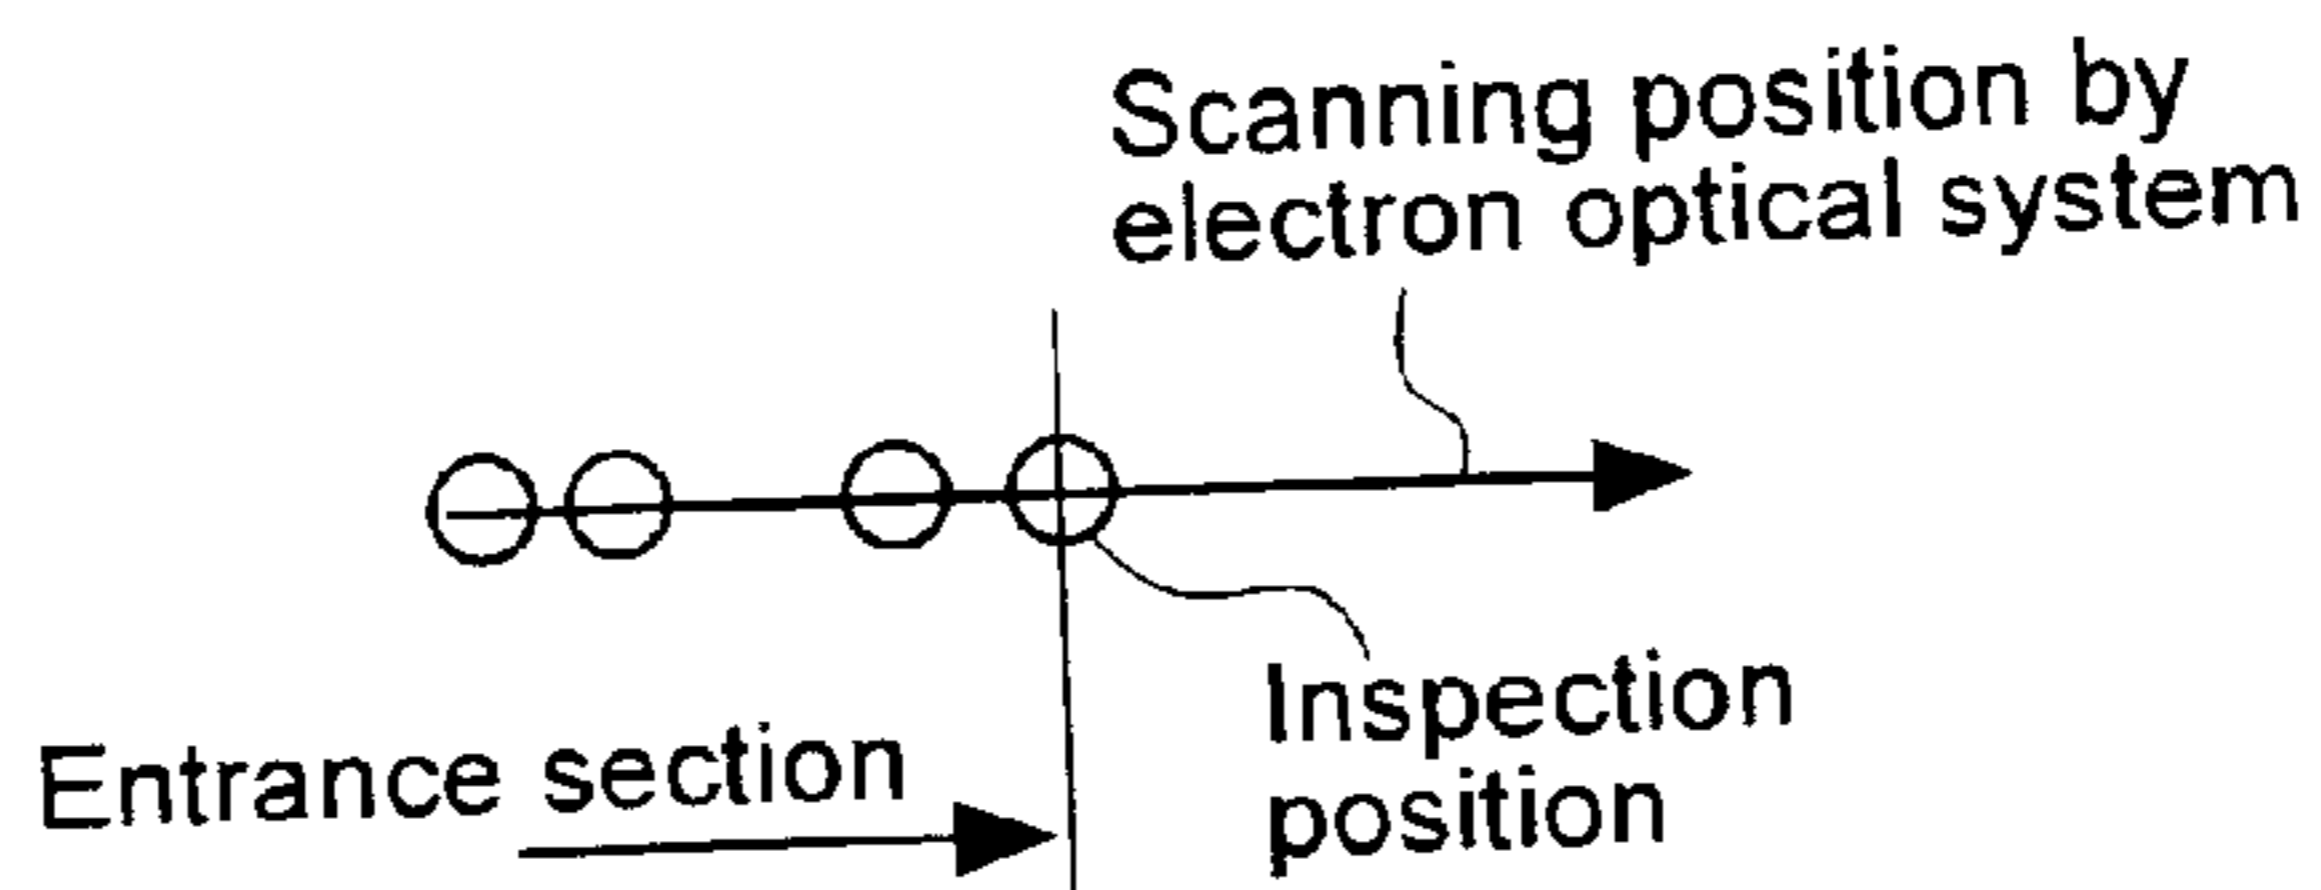 Scanning position by
electron optical system
Inspection
position
Entrance section